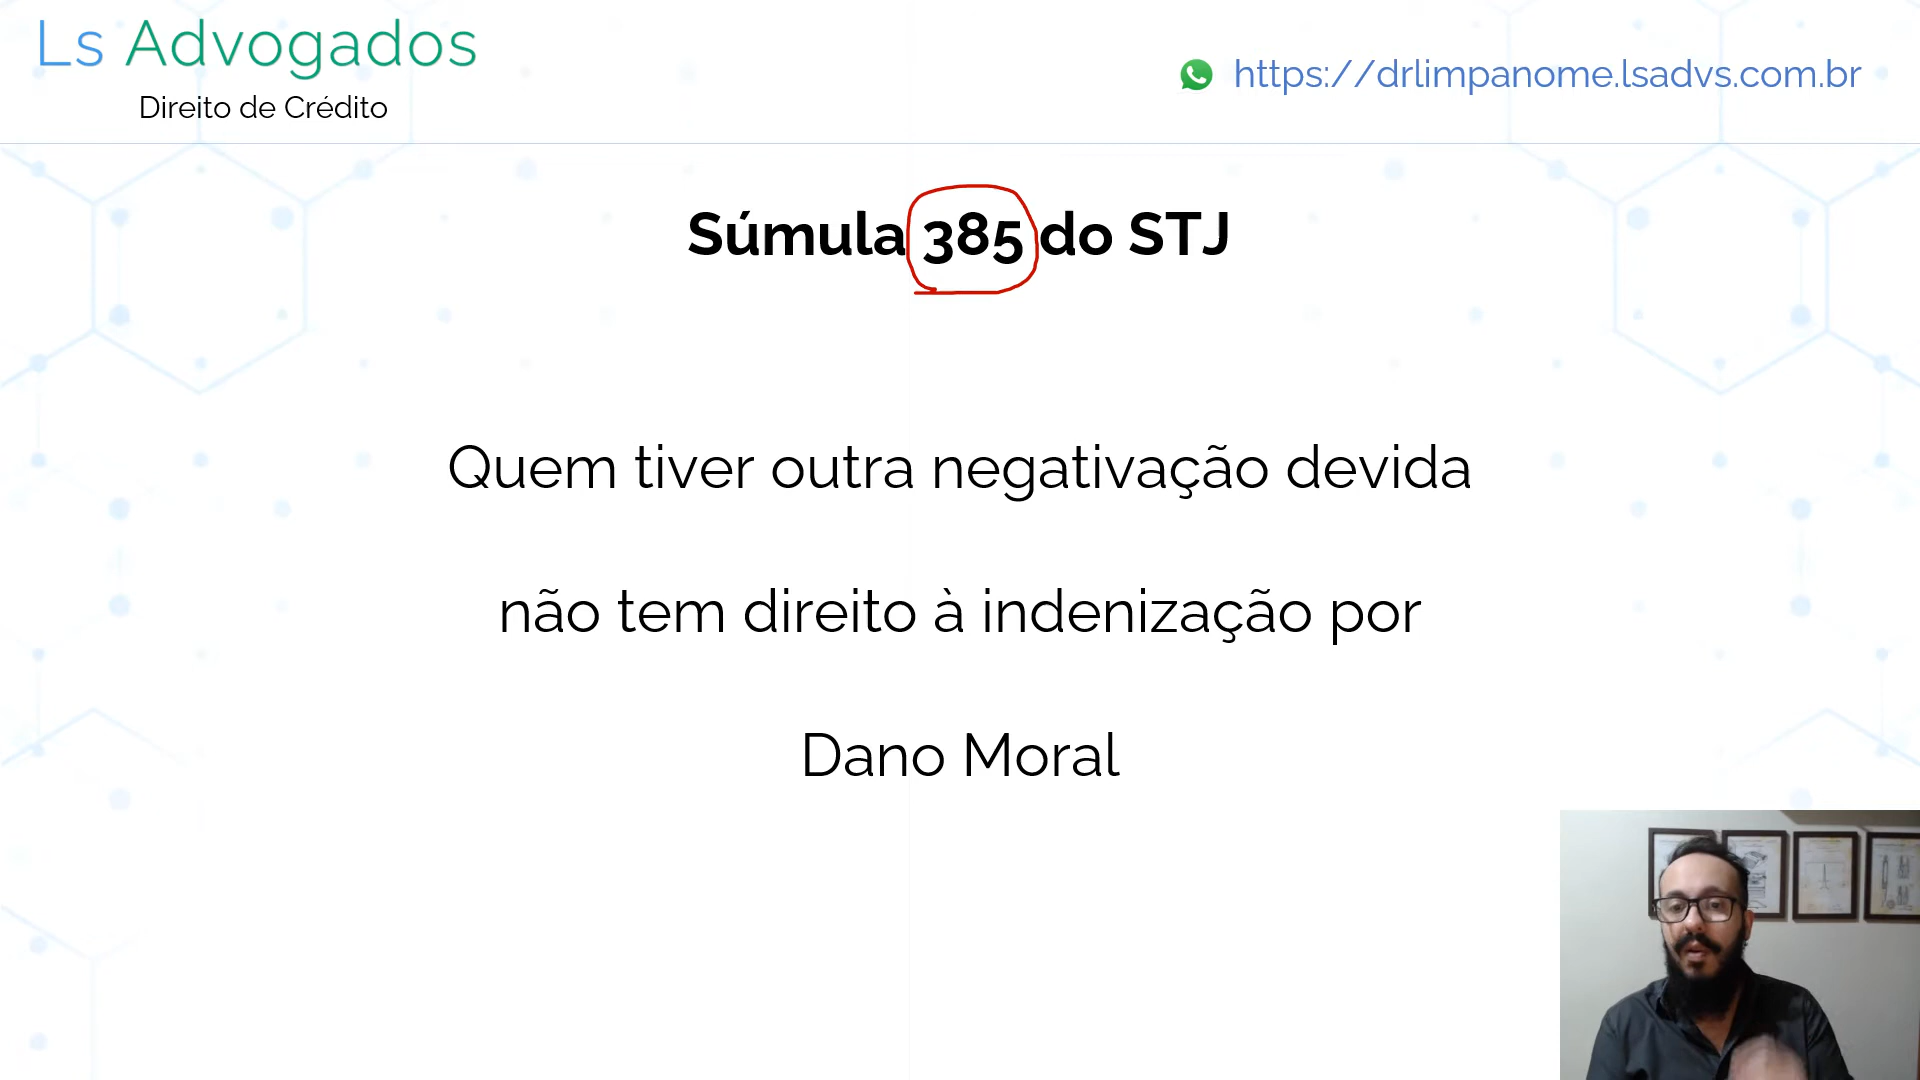 Ls Advogados
Direito de Crédito
https://drlimpanome.lsadvs.com.br
Súmula 385 do STJ
Quem tiver outra negativação devida
não tem direito à indenização por
Dano Moral